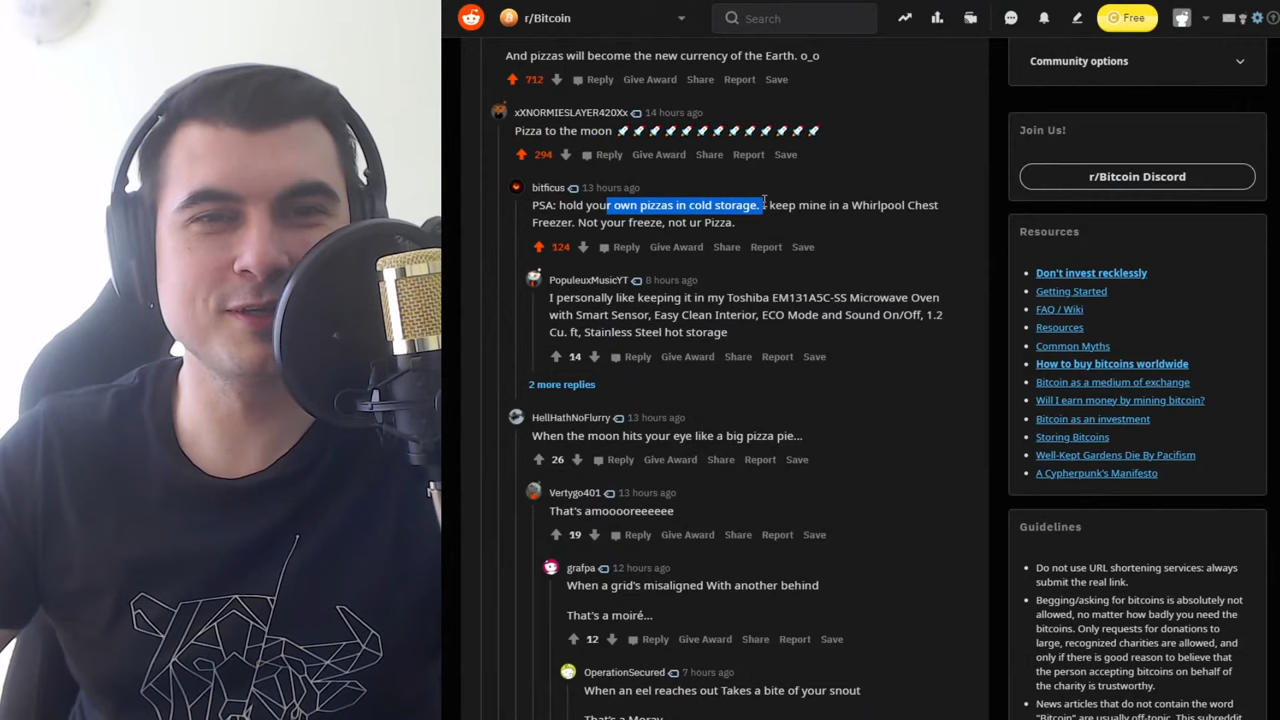 r/Bitcoin
Search
Free
And pizzas will become the new currency of the Earth. o_o
712 Reply Give Award Share Report Save
xXNORMIESLAYER420Xx 14 hours ago
Pizza to the moon 🚀 🚀 🚀 🚀 🚀 🚀 🚀 🚀 🚀 🚀 🚀 🚀 🚀
294 Reply Give Award Share Report Save
bitficus 13 hours ago
PSA: hold your own pizzas in cold storage. I keep mine in a Whirlpool Chest
Freezer. Not your freeze, not ur Pizza.
124 Reply Give Award Share Report Save
PopuleuxMusicYT 8 hours ago
I personally like keeping it in my Toshiba EM131A5C-SS Microwave Oven
with Smart Sensor, Easy Clean Interior, ECO Mode and Sound On/Off, 1.2
Cu. ft, Stainless Steel hot storage
14 Reply Give Award Share Report Save
2 more replies
HellHathNoFlurry 13 hours ago
When the moon hits your eye like a big pizza pie...
26 Reply Give Award Share Report Save
Vertygo401 13 hours ago
That's amoooreeeeee
19 Reply Give Award Share Report Save
grafpa 12 hours ago
When a grid's misaligned With another behind
That's a moiré...
12 Reply Give Award Share Report Save
OperationSecured 7 hours ago
When an eel reaches out Takes a bite of your snout
That's a Moray
Community options
Join Us!
r/Bitcoin Discord
Resources
Don't invest recklessly
Getting Started
FAQ / Wiki
Resources
Common Myths
How to buy bitcoins worldwide
Bitcoin as a medium of exchange
Will I earn money by mining bitcoin?
Bitcoin as an investment
Storing Bitcoins
Well-Kept Gardens Die By Pacifism
A Cypherpunk's Manifesto
Guidelines
Do not use URL shortening services: always
submit the real link.
Begging/asking for bitcoins is absolutely not
allowed, no matter how badly you need the
bitcoins. Only requests for donations to
large, recognized charities are allowed, and
only if there is good reason to believe that
the person accepting bitcoins on behalf of
the charity is trustworthy.
News articles that do not contain the word
"Bitcoin" are usually off-topic. This subreddit